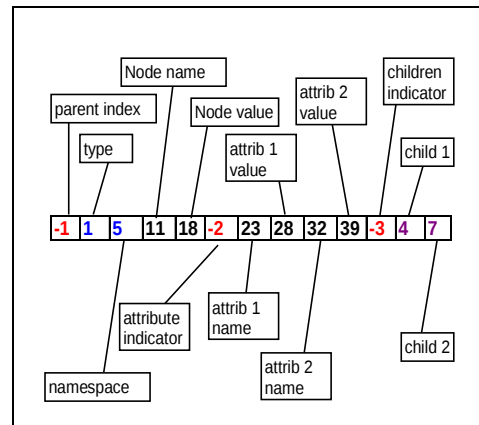 Node name
children
indicator
attrib 2
value
parent index
Node value
type
attrib 1
value
child 1
-1 1 5 11 18 -2 23 28 32 39 -3 4 7
attribute
indicator
attrib 1
name
child 2
attrib 2
name
namespace